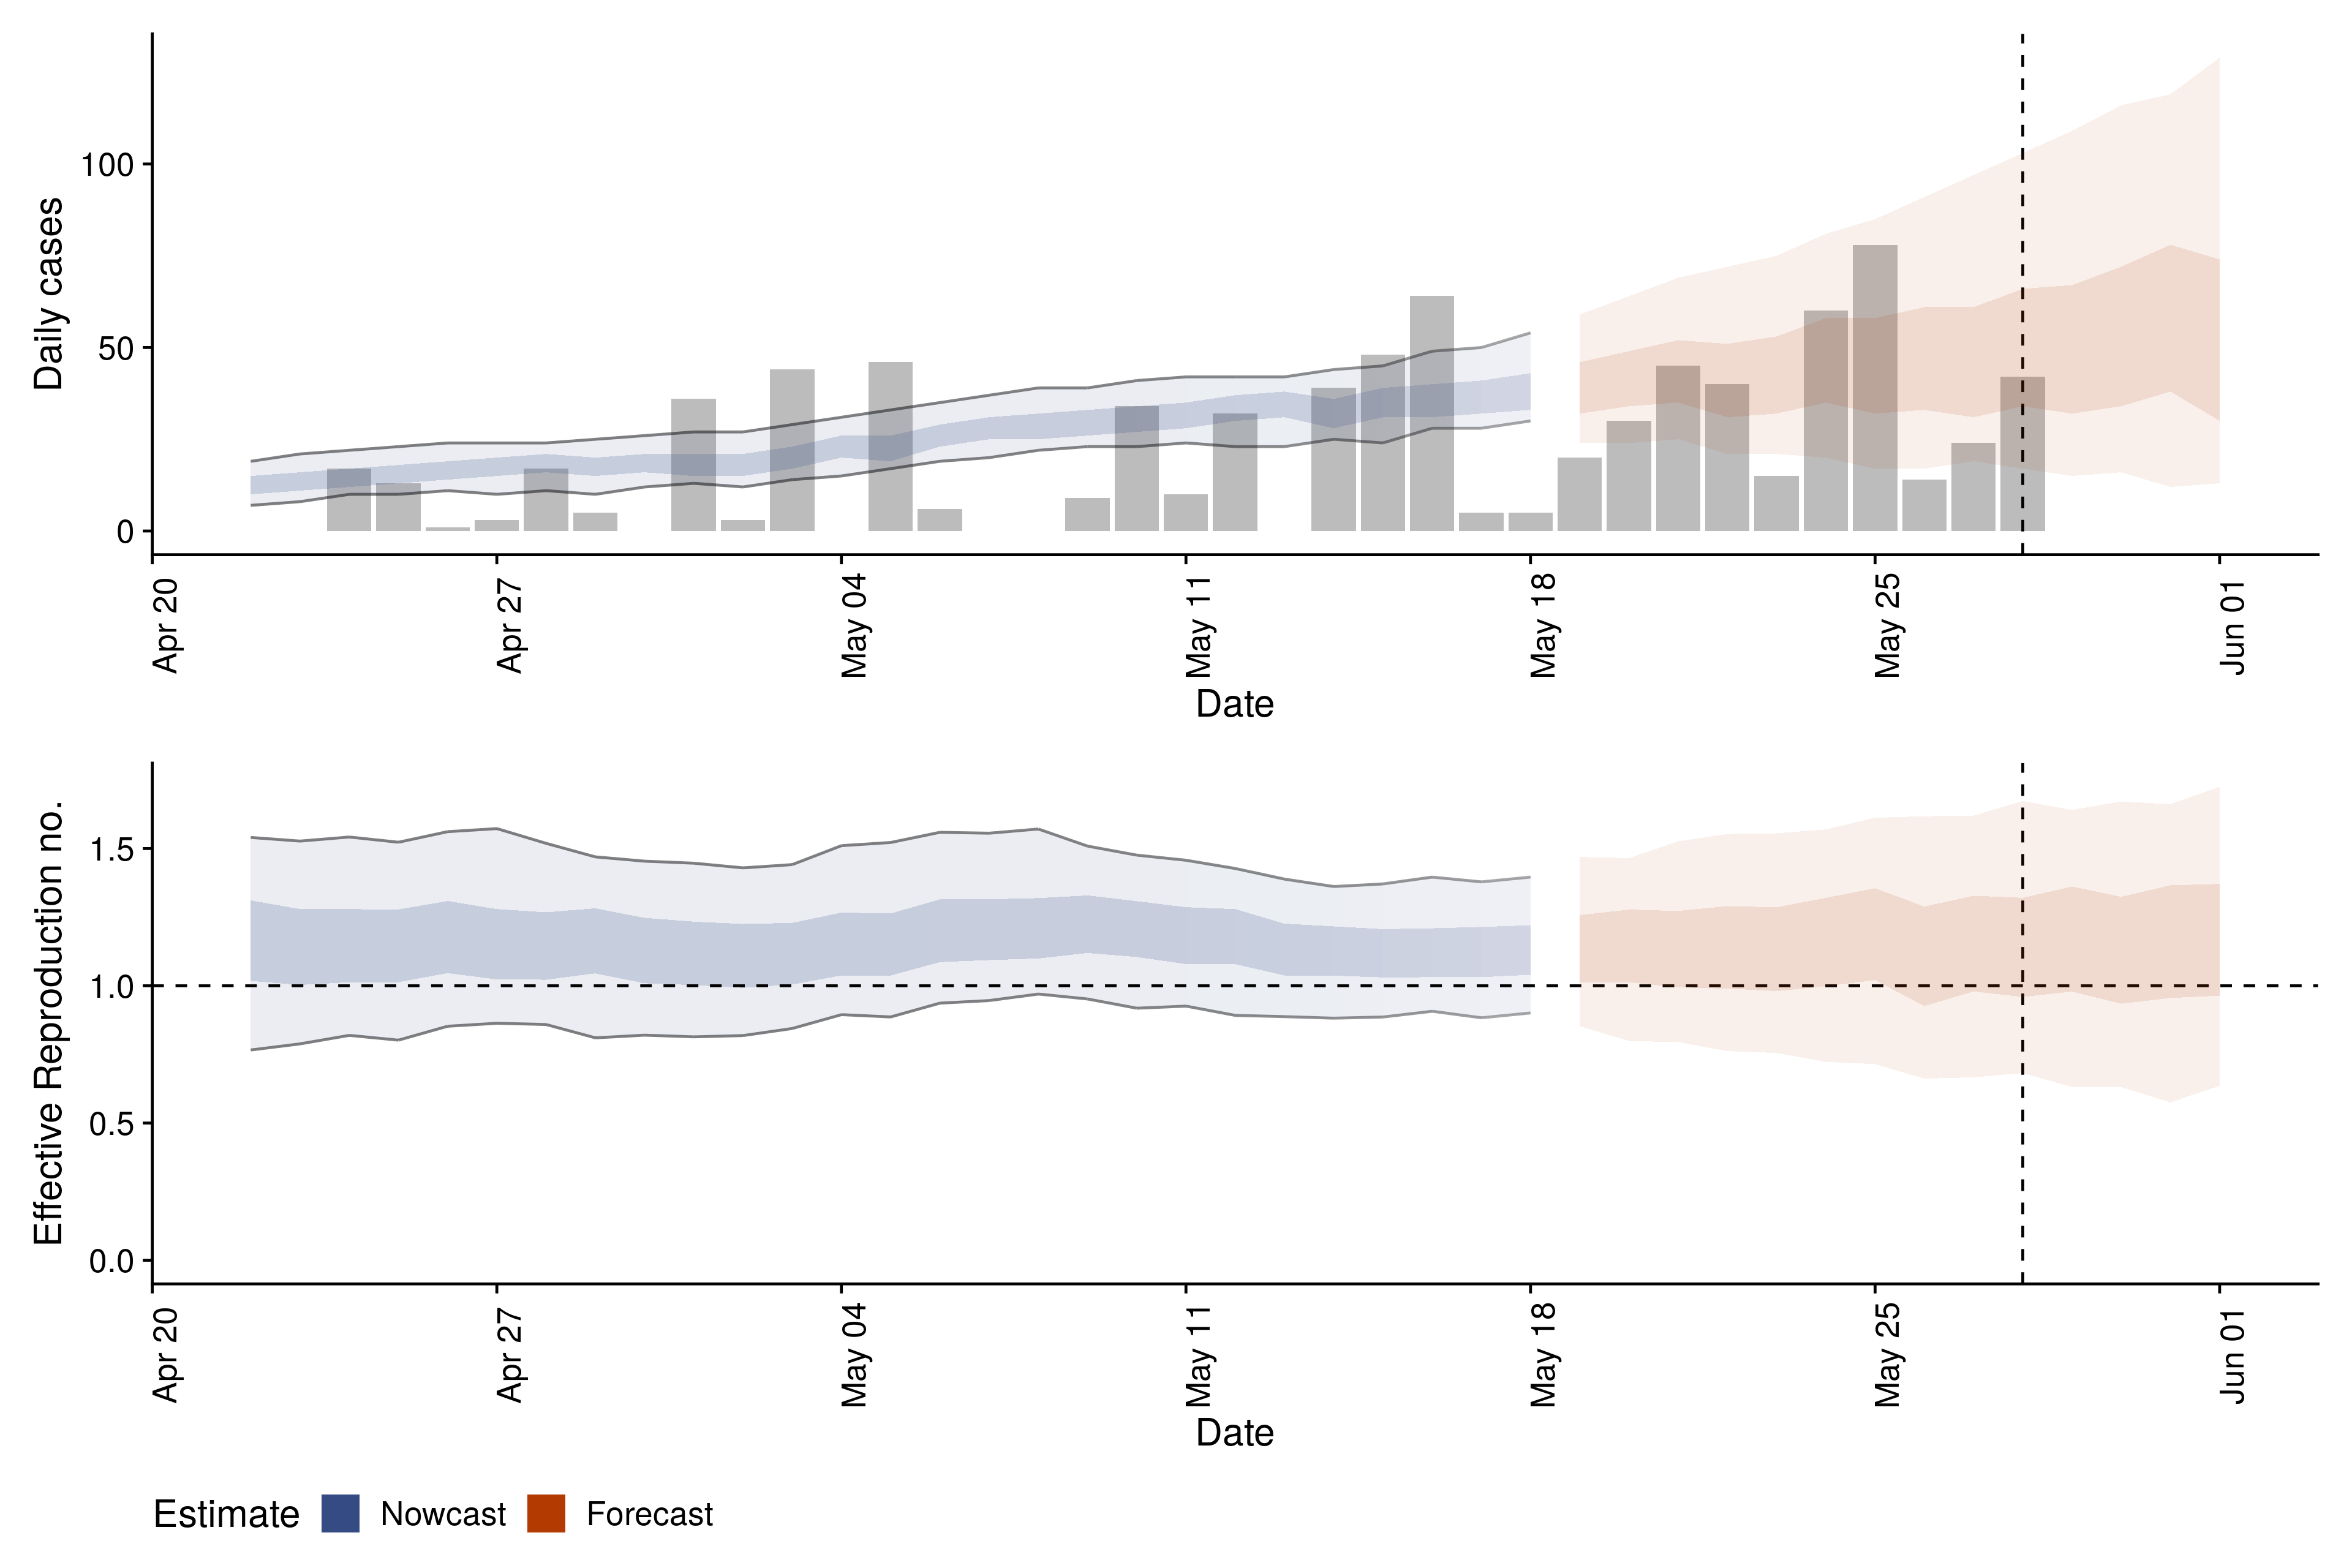 Daily cases
100
50
0
Apr 20
Apr 27
May 04
May 11
May 18
May 25
Jun 01
Date
Effective Reproduction no.
1.5
1.0
0.5
0.0
Apr 20
Apr 27
May 04
May 11
May 18
May 25
Jun 01
Date
Estimate Nowcast Forecast